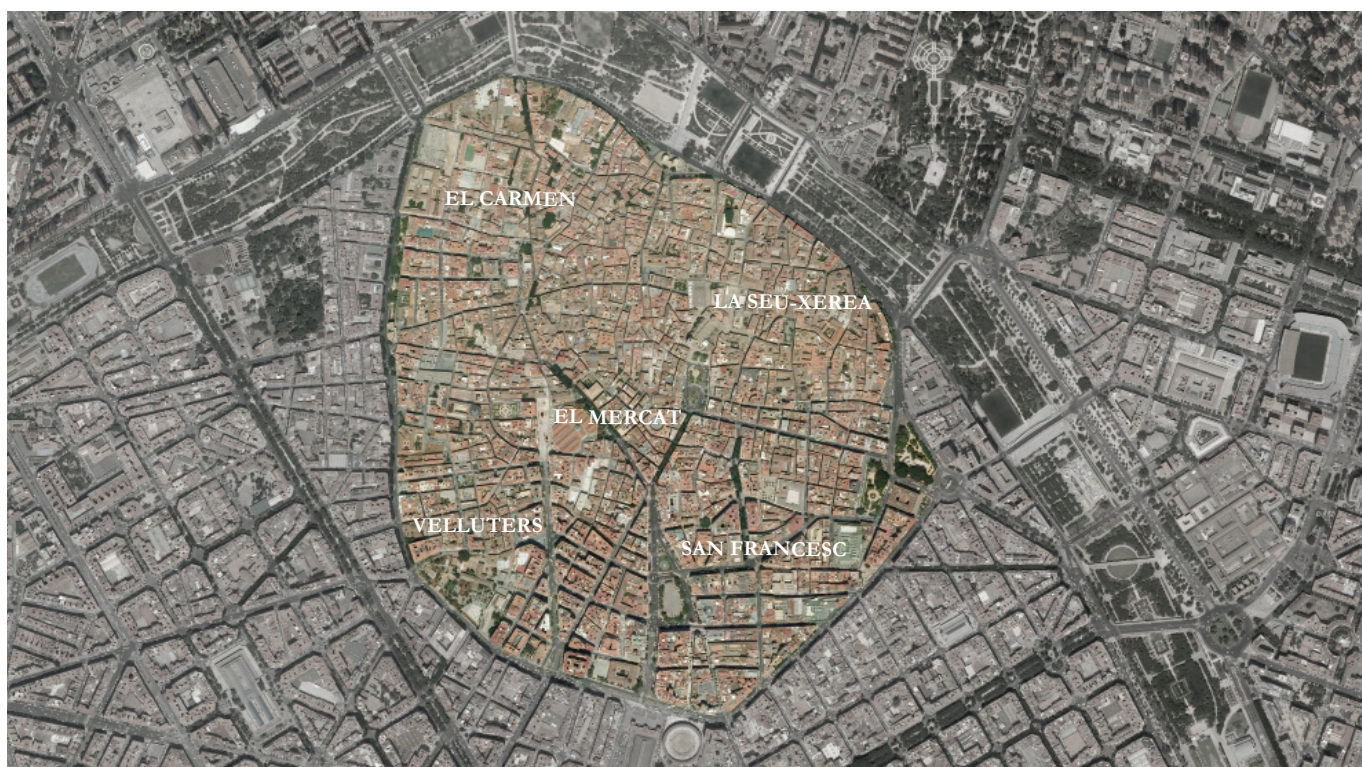 EL CARMEN
LA SEU-XEREA
EL MERCAT
VELLUTERS
SAN FRANCESC